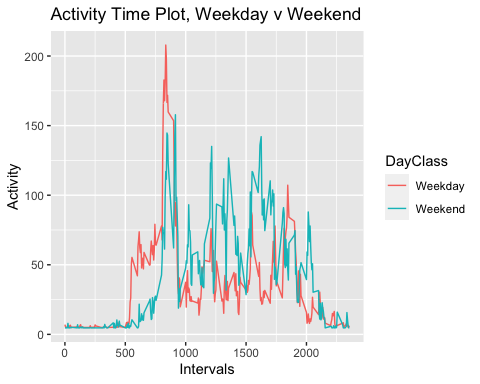 Activity Time Plot, Weekday v Weekend
200
150
100
50
0
Activity
0 500 1000 1500 2000
Intervals
DayClass
Weekday
Weekend